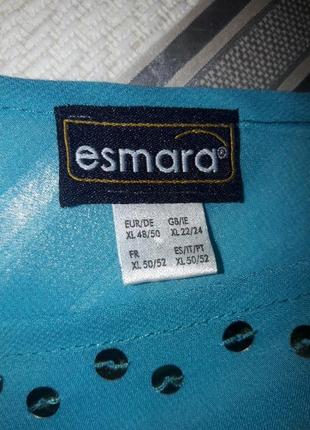 esmara®
EUR/DE GB/IE
XL 48/50 XL 22/24
FR ES/IT/PT
XL 50/52 XL 50/52